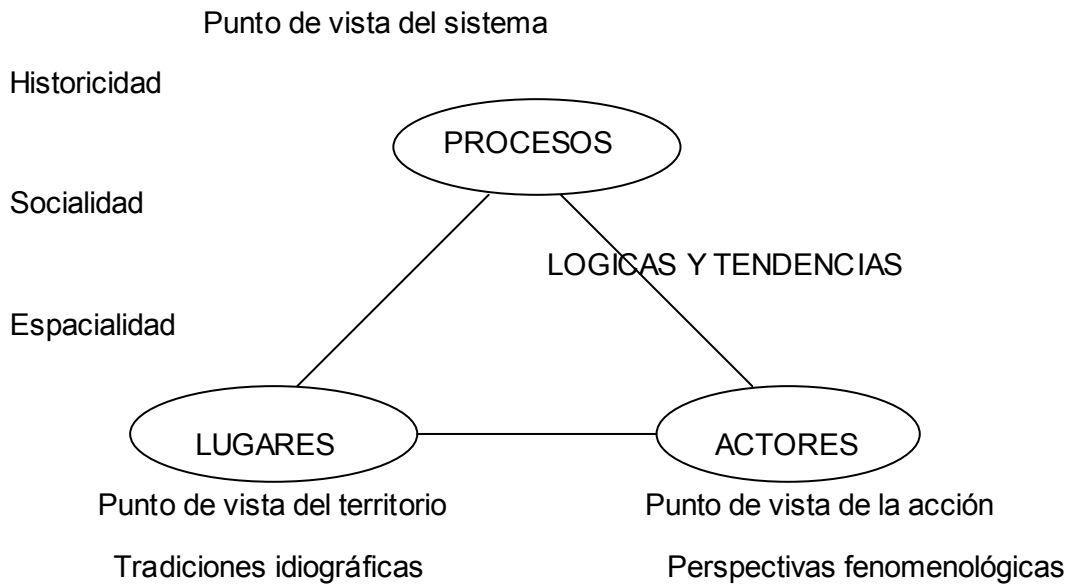 Punto de vista del sistema
Historicidad
PROCESOS
Socialidad
LOGICAS Y TENDENCIAS
Espacialidad
LUGARES
ACTORES
Punto de vista del territorio
Punto de vista de la acción
Tradiciones idiográficas
Perspectivas fenomenológicas